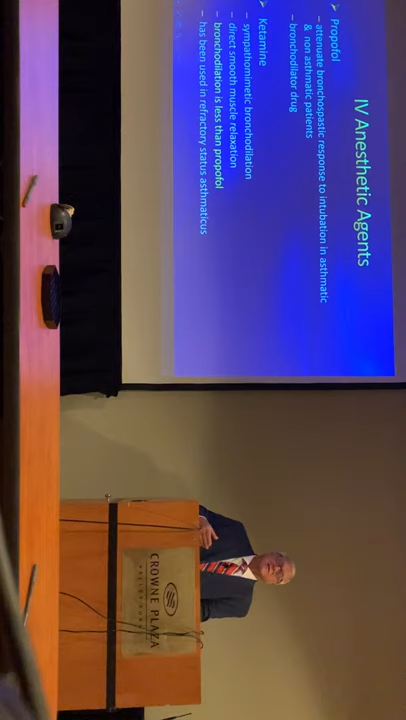 IV Anesthetic Agents
➢ Propofol
– attenuate bronchospastic response to intubation in asthmatic
& non asthmatic patients
– bronchodilator drug
➢ Ketamine
– sympathomimetic bronchodilation
– direct smooth muscle relaxation
– bronchodilation is less than propofol
– has been used in refractory status asthmaticus
CROWNE PLAZA